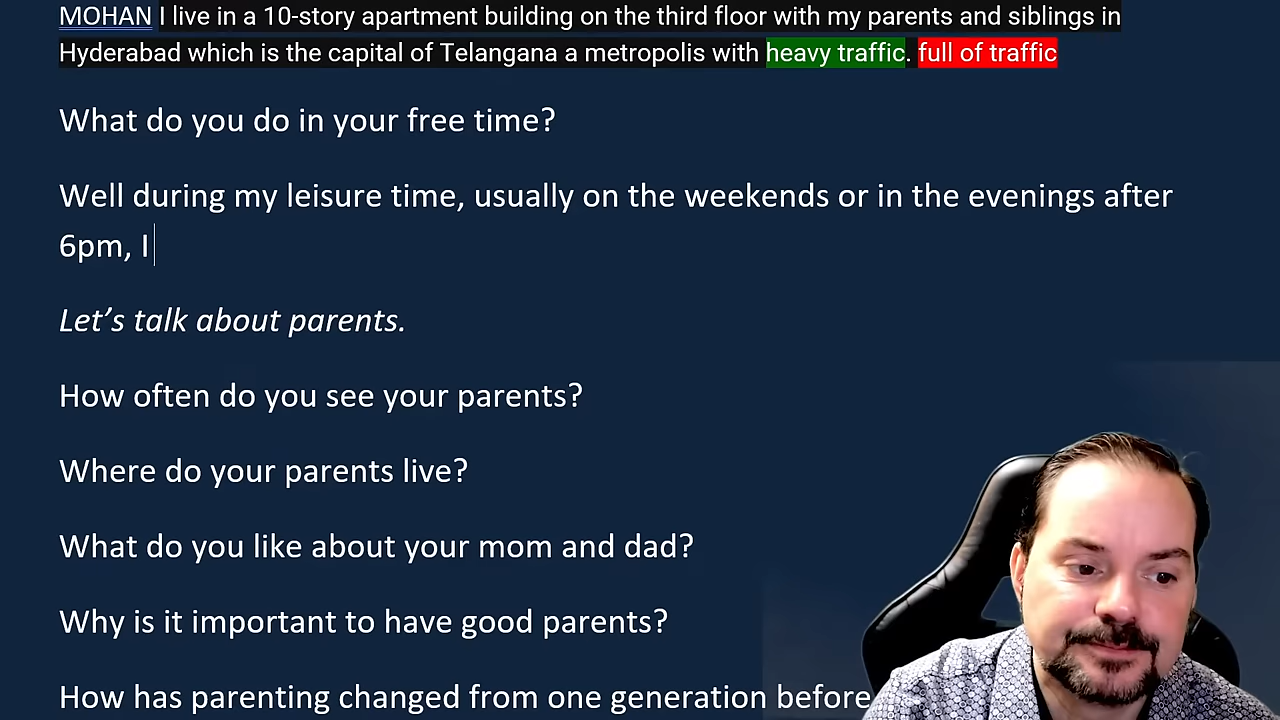 MOHAN I live in a 10-story apartment building on the third floor with my parents and siblings in
Hyderabad which is the capital of Telangana a metropolis with heavy traffic. full of traffic
What do you do in your free time?
Well during my leisure time, usually on the weekends or in the evenings after
6pm, I
Let's talk about parents.
How often do you see your parents?
Where do your parents live?
What do you like about your mom and dad?
Why is it important to have good parents?
How has parenting changed from one generation before